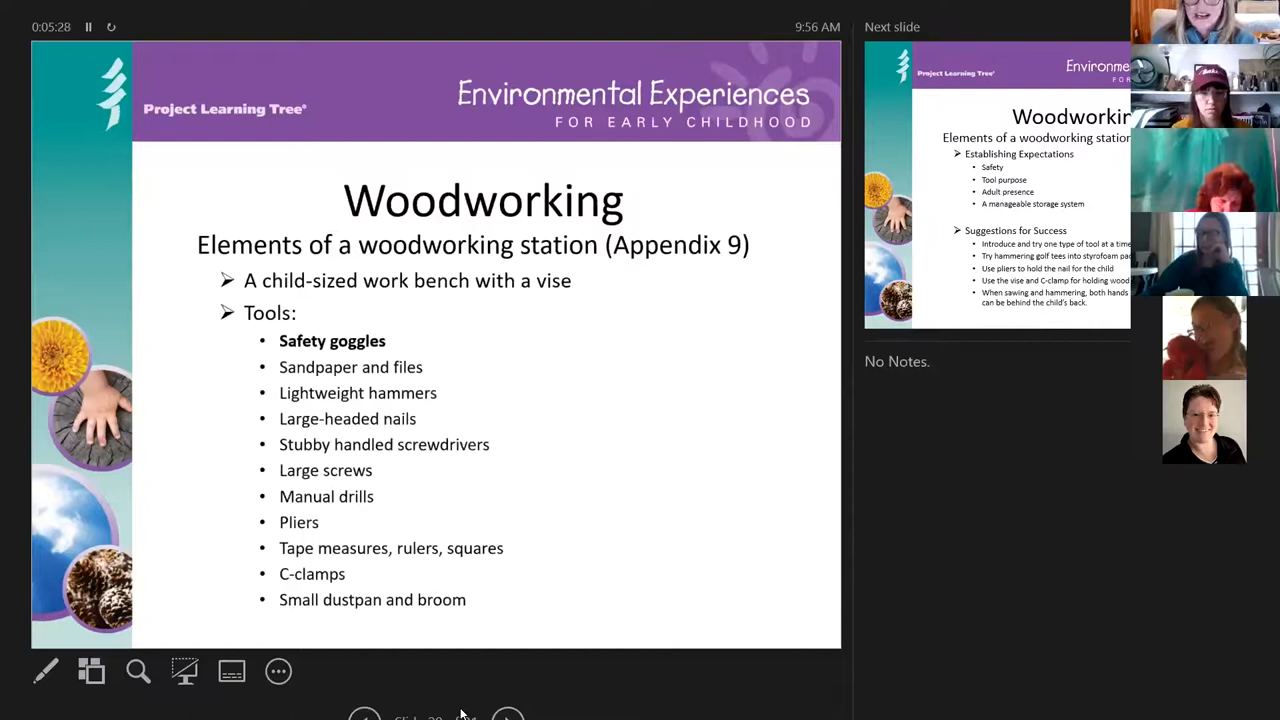 0:05:28
9:56 AM
Project Learning Tree®
Environmental Experiences
FOR EARLY CHILDHOOD
Woodworking
Elements of a woodworking station (Appendix 9)
➢ A child-sized work bench with a vise
➢ Tools:
• Safety goggles
• Sandpaper and files
• Lightweight hammers
• Large-headed nails
• Stubby handled screwdrivers
• Large screws
• Manual drills
• Pliers
• Tape measures, rulers, squares
• C-clamps
• Small dustpan and broom
Next slide
Project Learning Tree®
Environme
FOR
Woodworkin
Elements of a woodworking station
➢ Establishing Expectations
• Safety
• Tool purpose
• Adult presence
• A manageable storage system
➢ Suggestions for Success
• Introduce and try one type of tool at a time
• Try hammering golf tees into styrofoam pac
• Use pliers to hold the nail for the child
• Use the vise and C-clamp for holding wood
• When sawing and hammering, both hands
can be behind the child's back.
No Notes.